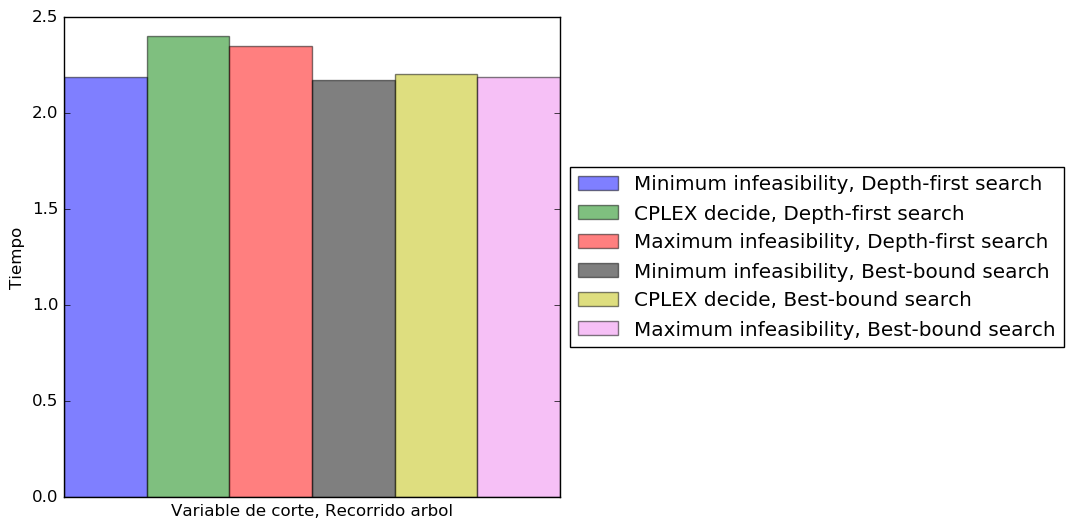 2.5
2.0
1.5
1.0
0.5
0.0
Tiempo
Variable de corte, Recorrido arbol
Minimum infeasibility, Depth-first search
CPLEX decide, Depth-first search
Maximum infeasibility, Depth-first search
Minimum infeasibility, Best-bound search
CPLEX decide, Best-bound search
Maximum infeasibility, Best-bound search